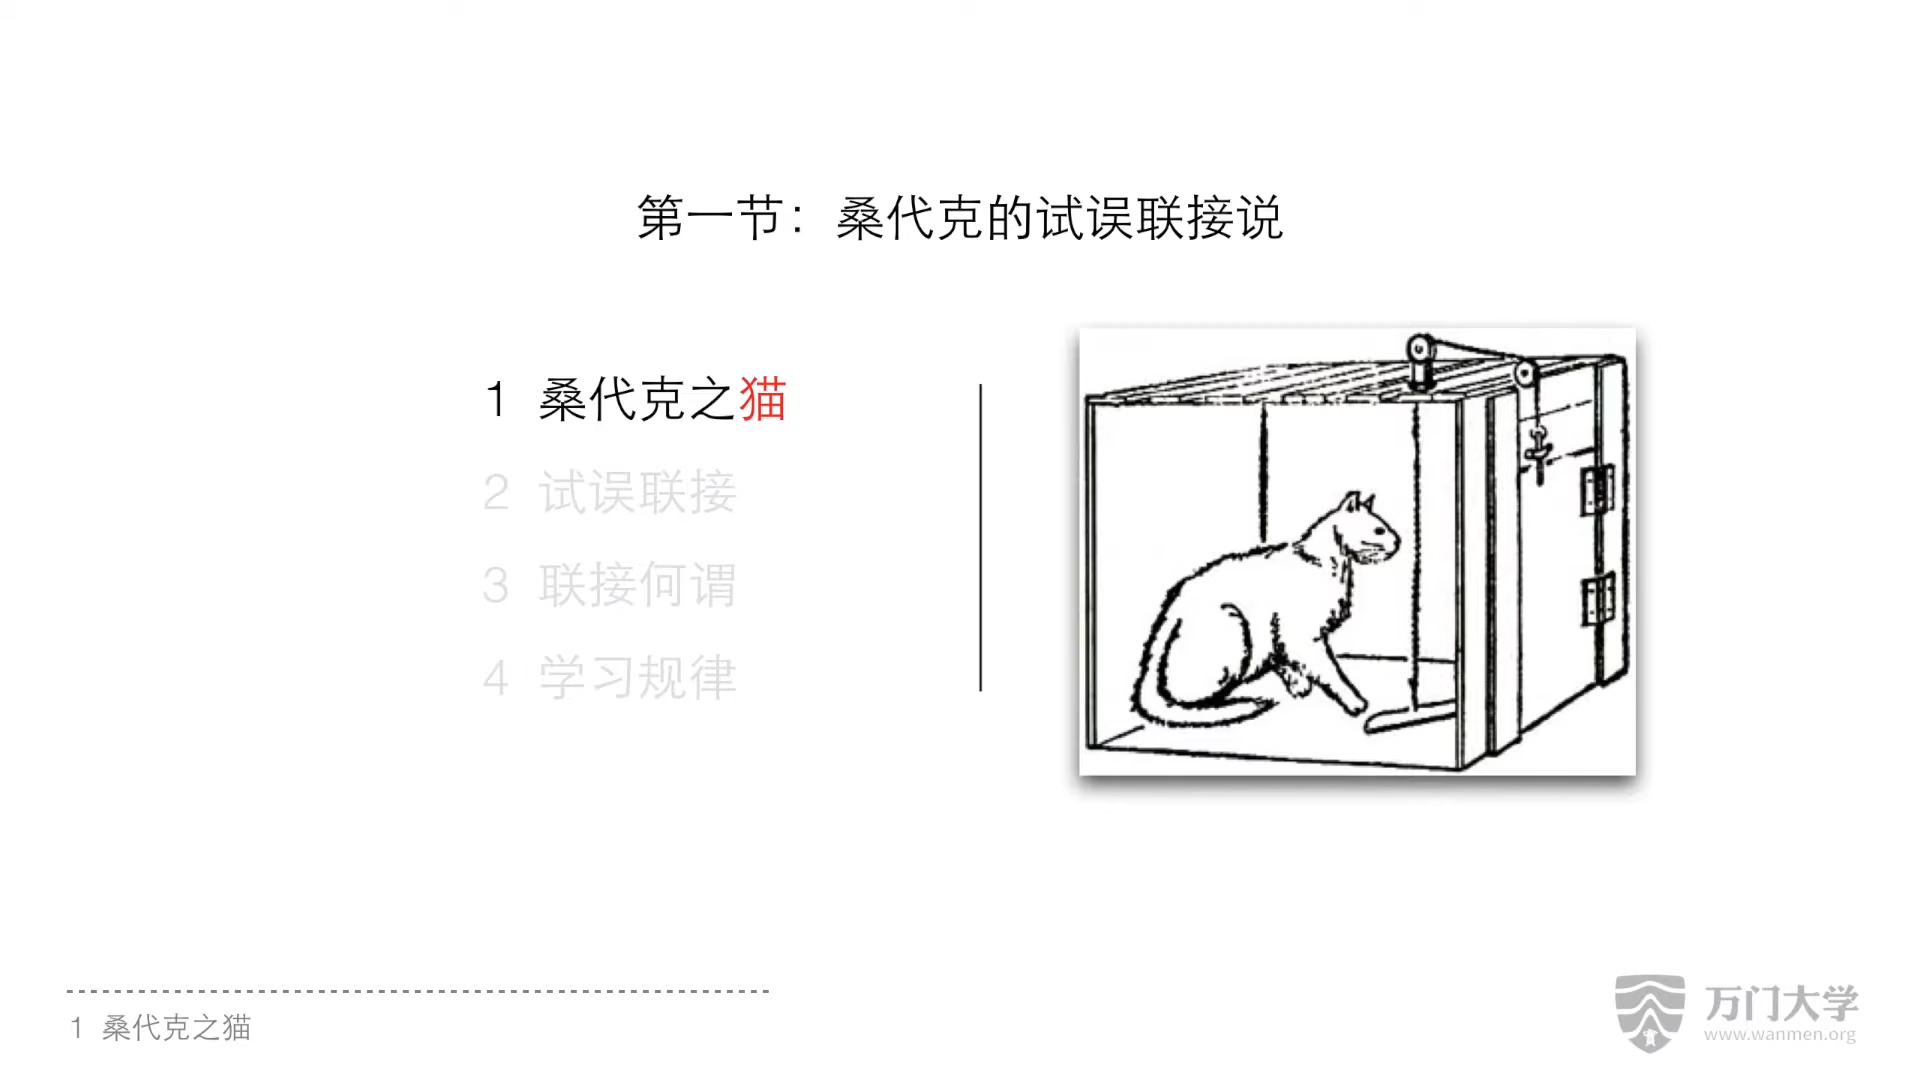 第一节：桑代克的试误联接说
1 桑代克之猫
2 试误联接
3 联接何谓
4 学习规律
1 桑代克之猫
万门大学
www.wanmen.org